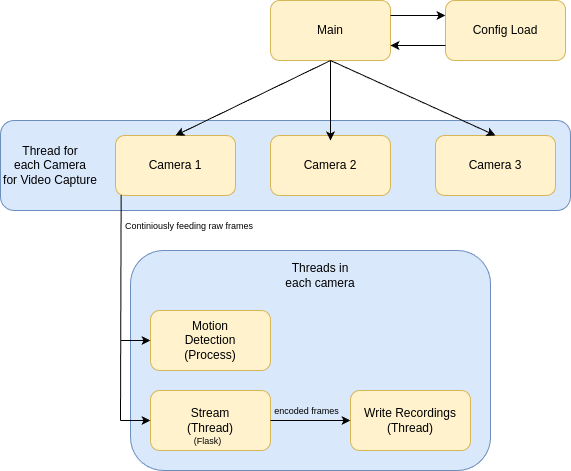 Main
Config Load
Thread for
each Camera
for Video Capture
Camera 1
Camera 2
Camera 3
Continiously feeding raw frames
Threads in
each camera
Motion
Detection
(Process)
Stream
(Thread)
(Flask)
encoded frames
Write Recordings
(Thread)